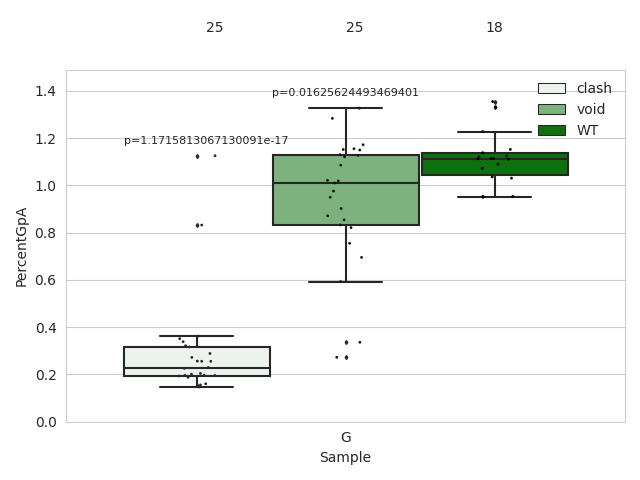 25 25 18
PercentGpA
1.4
1.2
1.0
0.8
0.6
0.4
0.2
0.0
p=0.01625624493469401
p=1.1715813067130091e-17
clash
void
WT
G
Sample